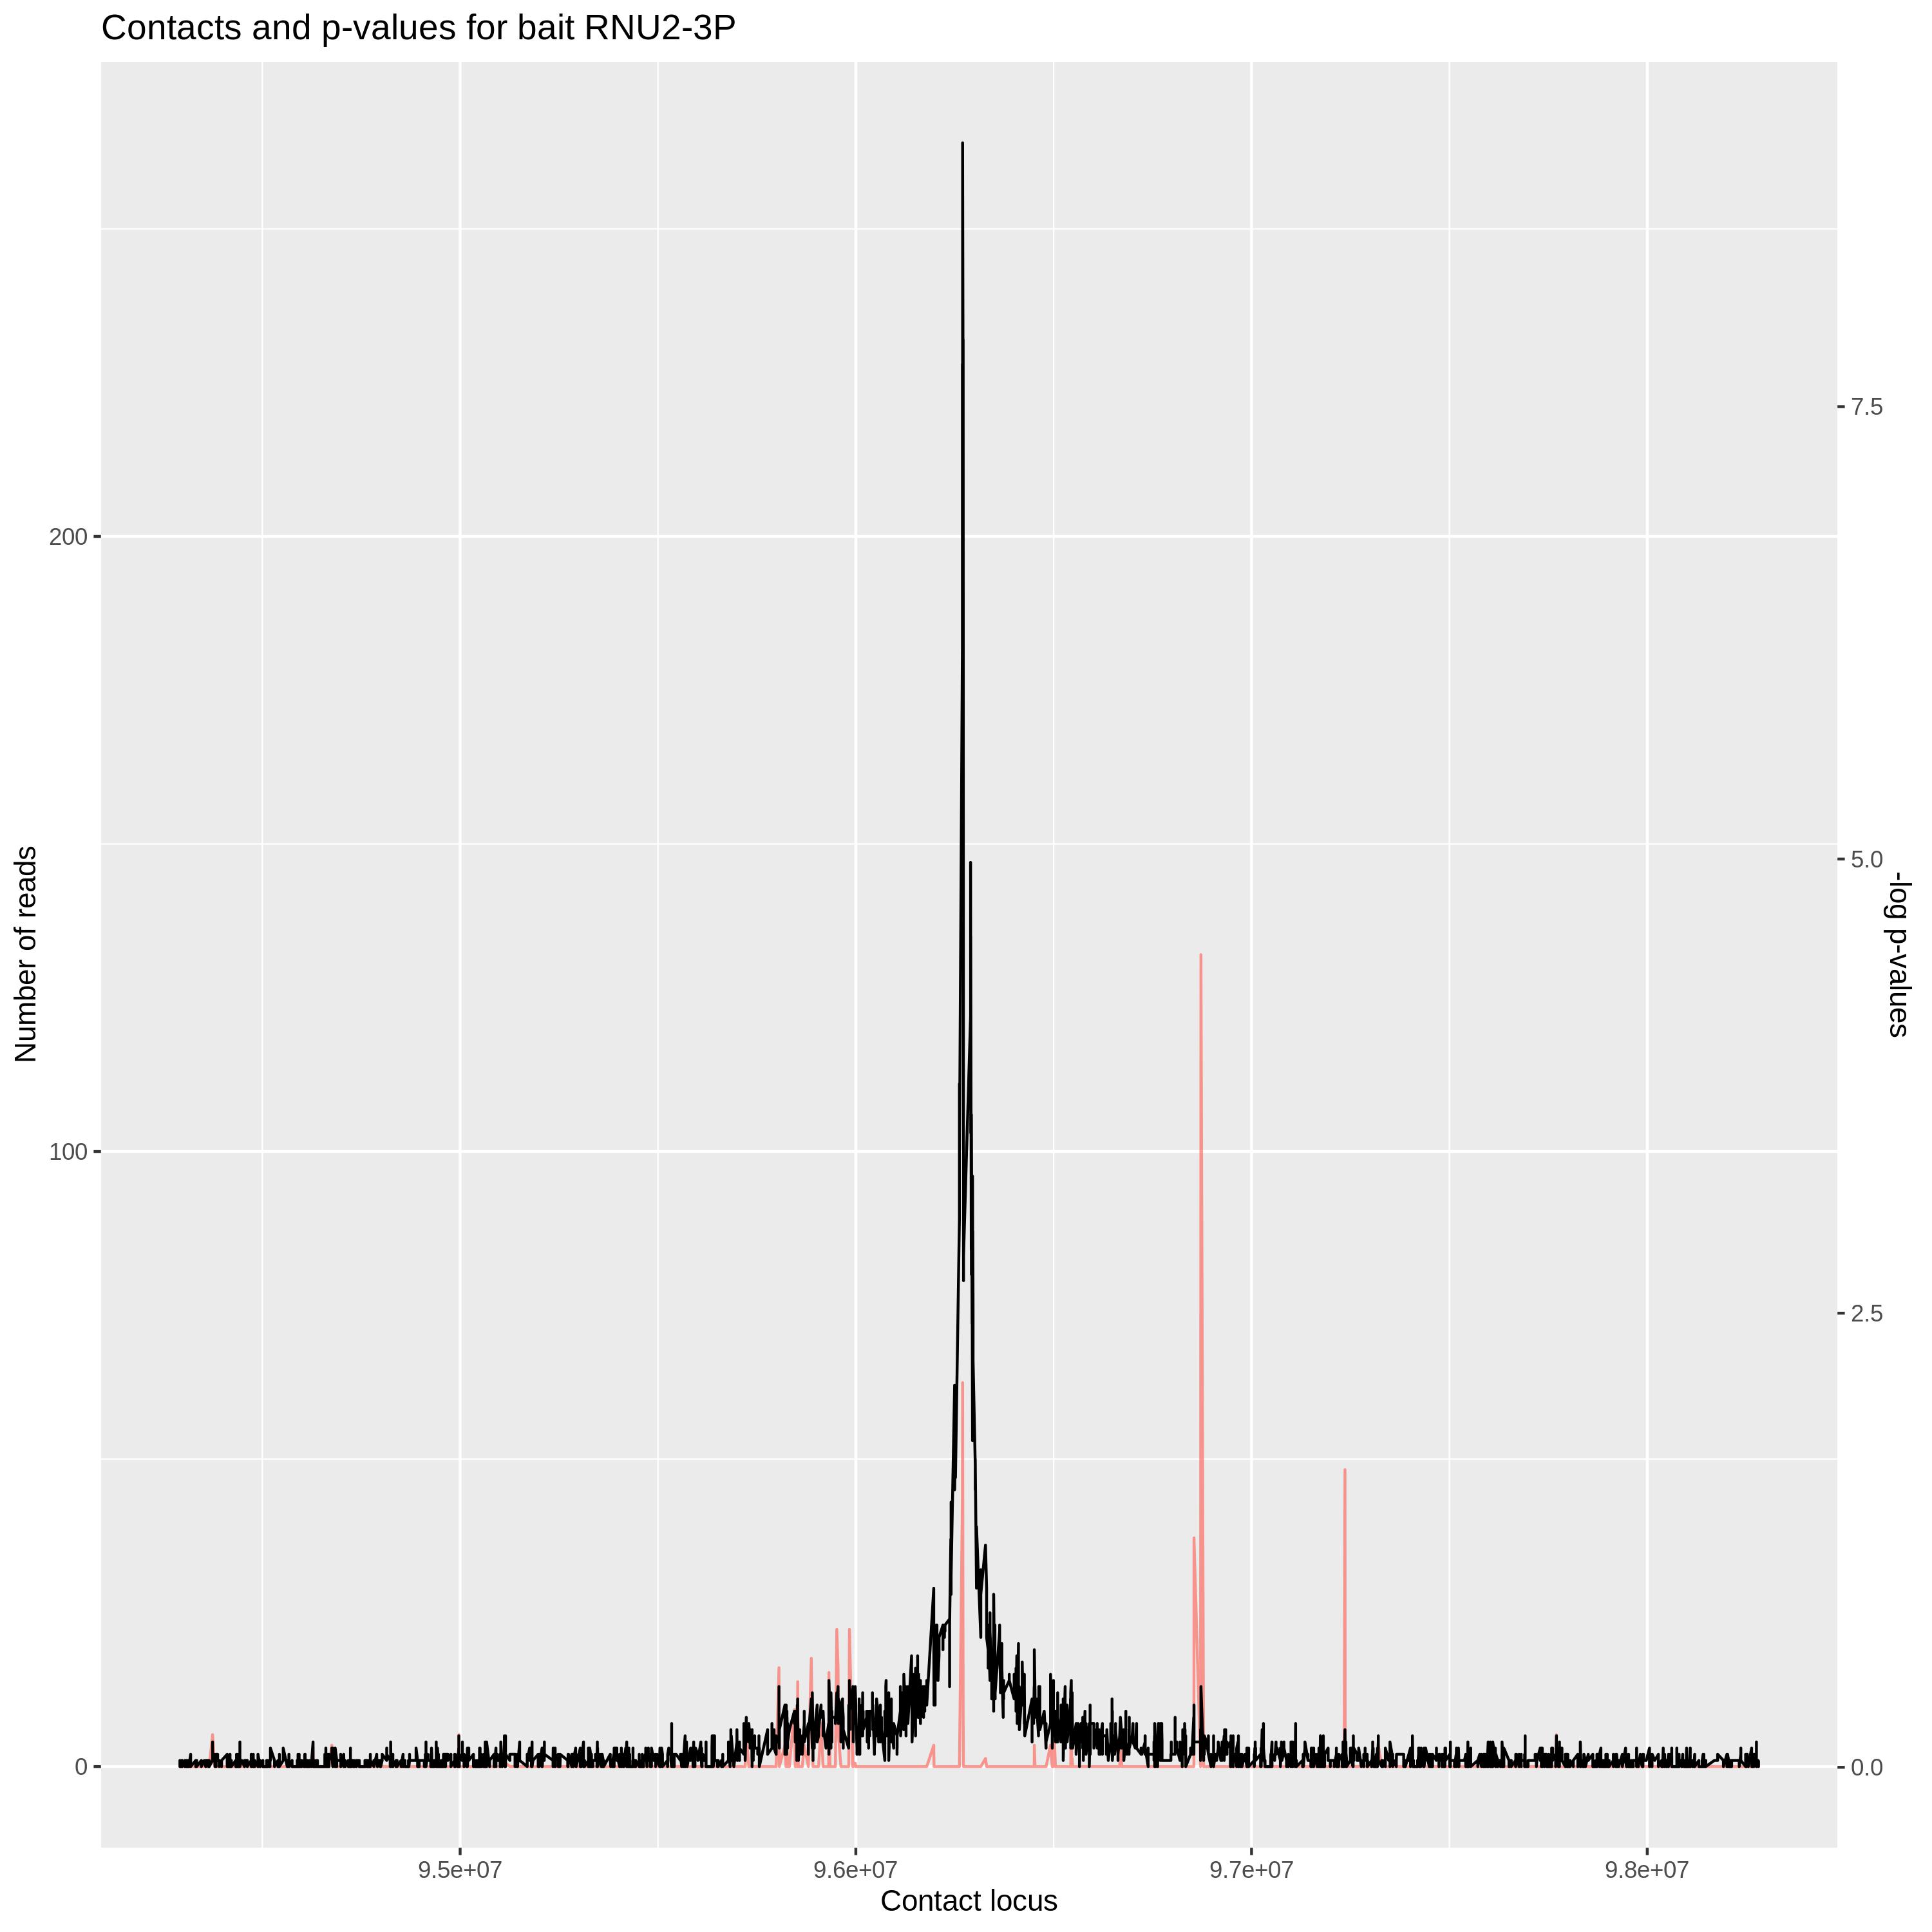 Contacts and p-values for bait RNU2-3P
200
100
0
Number of reads
7.5
5.0
2.5
0.0
-log p-values
9.5e+07 9.6e+07 9.7e+07 9.8e+07
Contact locus